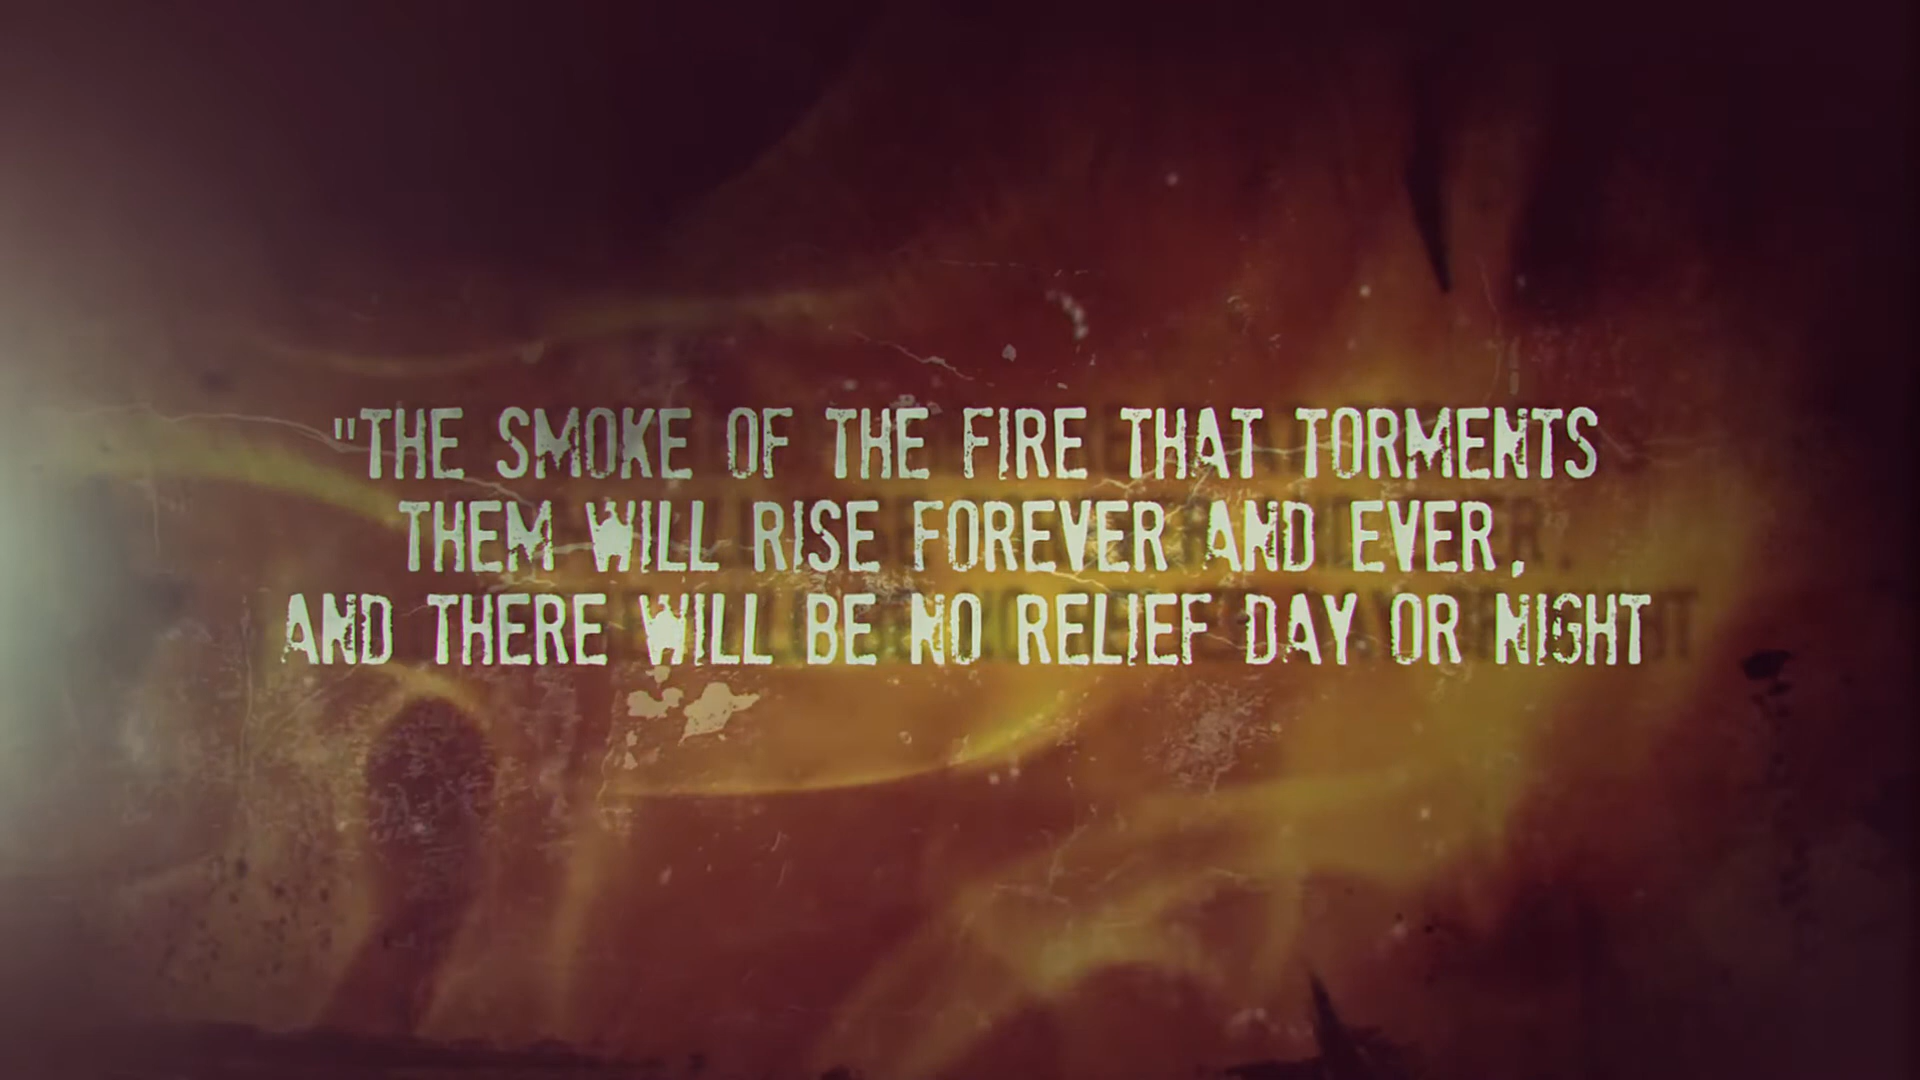 "THE SMOKE OF THE FIRE THAT TORMENTS
THEM WILL RISE FOREVER AND EVER,
AND THERE WILL BE NO RELIEF DAY OR NIGHT